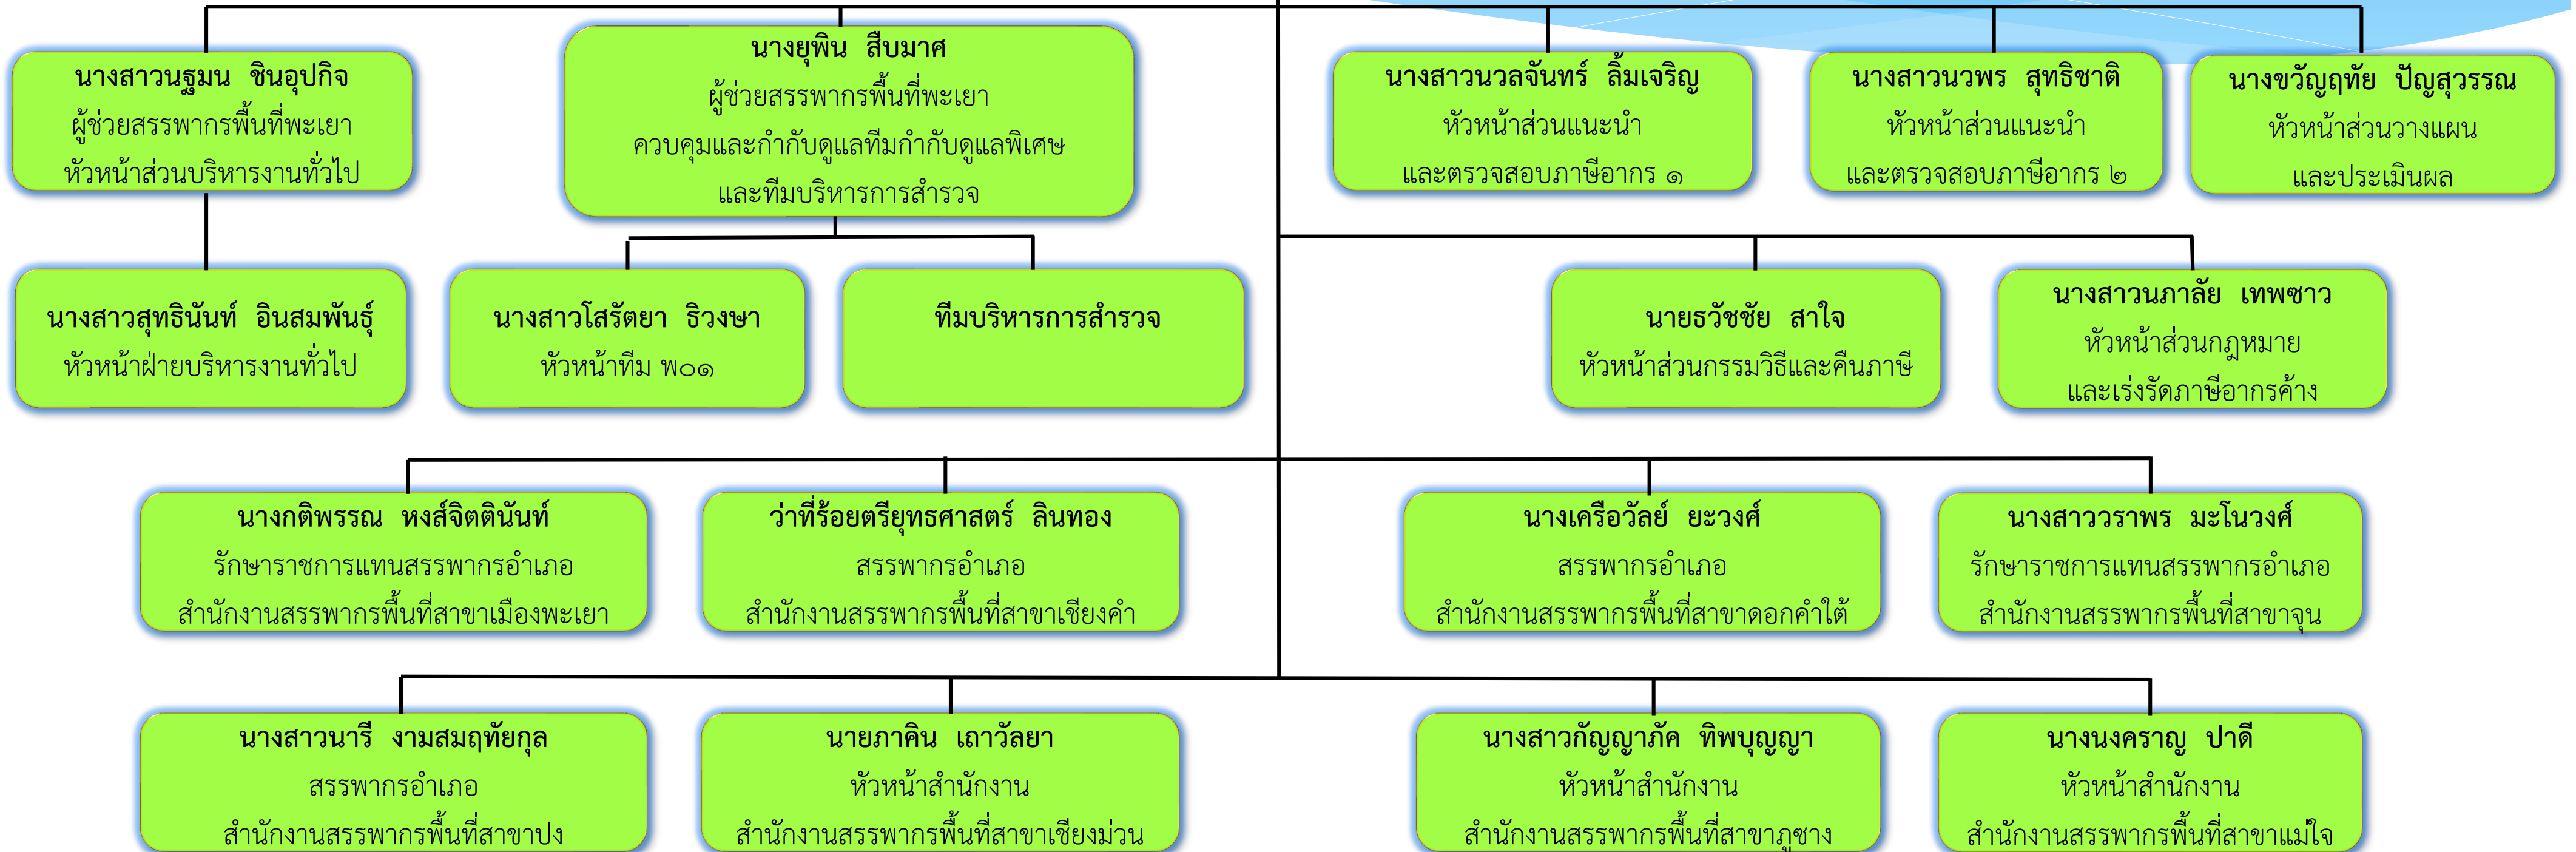 นางสาวนฐมน ชินอุปกิจ
ผู้ช่วยสรรพากรพื้นที่พะเยา
หัวหน้าส่วนบริหารงานทั่วไป
นางยุพิน สืบมาศ
ผู้ช่วยสรรพากรพื้นที่พะเยา
ควบคุมและกำกับดูแลทีมกำกับดูแลพิเศษ
และทีมบริหารการสำรวจ
นางสาวนวลจันทร์ ลิ้มเจริญ
หัวหน้าส่วนแนะนำ
และตรวจสอบภาษีอากร ๑
นางสาวนวพร สุทธิชาติ
หัวหน้าส่วนแนะนำ
และตรวจสอบภาษีอากร ๒
นางขวัญฤทัย ปัญสุวรรณ
หัวหน้าส่วนวางแผน
และประเมินผล
นางสาวสุทธินันท์ อินสมพันธุ์
หัวหน้าฝ่ายบริหารงานทั่วไป
นางสาวโสรัตยา ธิวงษา
หัวหน้าทีม พ๐๑
ทีมบริหารการสำรวจ
นายธวัชชัย สาใจ
หัวหน้าส่วนกรรมวิธีและคืนภาษี
นางสาวนภาลัย เทพซาว
หัวหน้าส่วนกฎหมาย
และเร่งรัดภาษีอากรค้าง
นางกติพรรณ หงส์จิตตินันท์
รักษาราชการแทนสรรพากรอำเภอ
สำนักงานสรรพากรพื้นที่สาขาเมืองพะเยา
ว่าที่ร้อยตรียุทธศาสตร์ ลินทอง
สรรพากรอำเภอ
สำนักงานสรรพากรพื้นที่สาขาเชียงคำ
นางเครือวัลย์ ยะวงศ์
สรรพากรอำเภอ
สำนักงานสรรพากรพื้นที่สาขาดอกคำใต้
นางสาววราพร มะโนวงศ์
รักษาราชการแทนสรรพากรอำเภอ
สำนักงานสรรพากรพื้นที่สาขาจุน
นางสาวนารี งามสมฤทัยกุล
สรรพากรอำเภอ
สำนักงานสรรพากรพื้นที่สาขาปง
นายภาคิน เถาวัลยา
หัวหน้าสำนักงาน
สำนักงานสรรพากรพื้นที่สาขาเชียงม่วน
นางสาวกัญญาภัค ทิพบุญญา
หัวหน้าสำนักงาน
สำนักงานสรรพากรพื้นที่สาขาภูซาง
นางนงคราญ ปาดี
หัวหน้าสำนักงาน
สำนักงานสรรพากรพื้นที่สาขาแม่ใจ